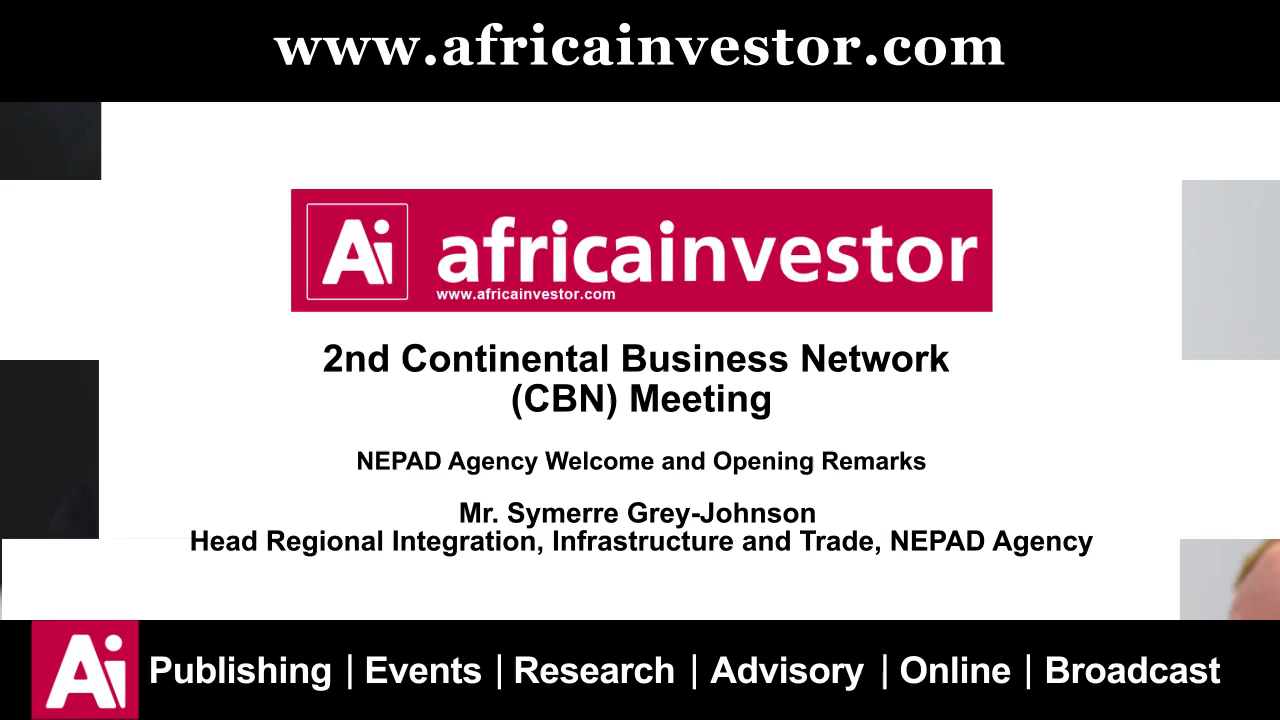 www.africainvestor.com
Ai africainvestor
www.africainvestor.com
2nd Continental Business Network
(CBN) Meeting
NEPAD Agency Welcome and Opening Remarks
Mr. Symerre Grey-Johnson
Head Regional Integration, Infrastructure and Trade, NEPAD Agency
Ai Publishing | Events | Research | Advisory | Online | Broadcast